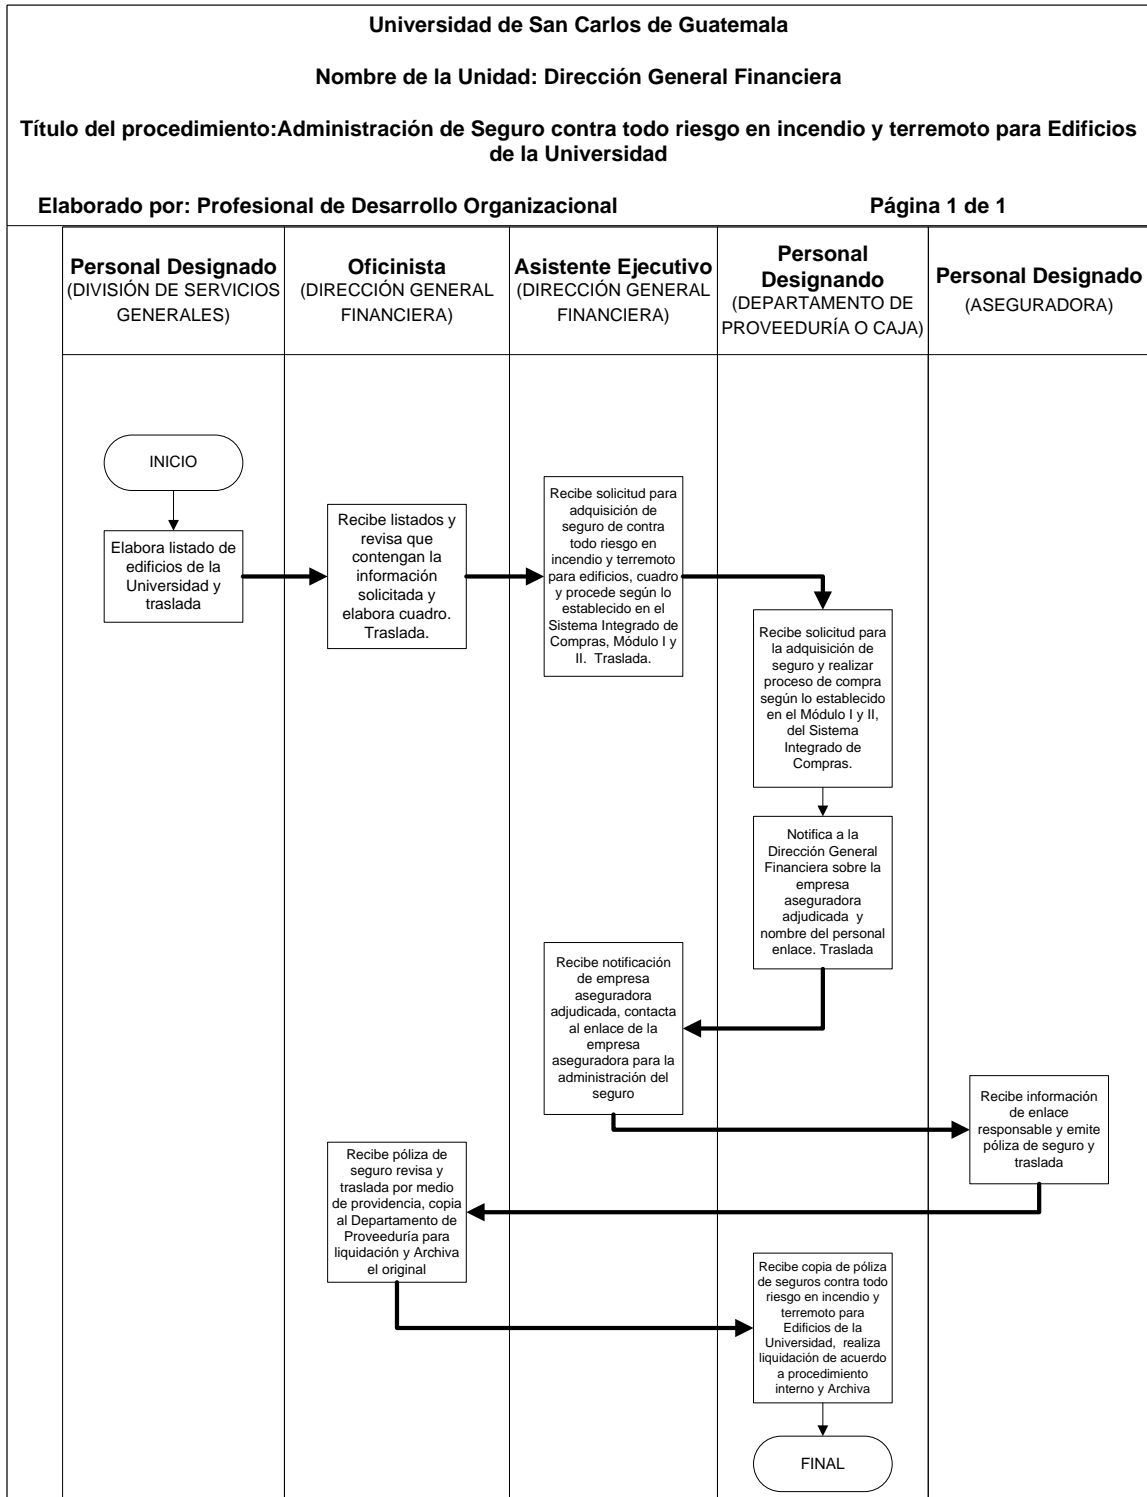 Universidad de San Carlos de Guatemala
Nombre de la Unidad: Dirección General Financiera
Título del procedimiento:Administración de Seguro contra todo riesgo en incendio y terremoto para Edificios
de la Universidad
Elaborado por: Profesional de Desarrollo Organizacional
Página 1 de 1
Personal Designado
(DIVISIÓN DE SERVICIOS
GENERALES)
Oficinista
(DIRECCIÓN GENERAL
FINANCIERA)
Asistente Ejecutivo
(DIRECCIÓN GENERAL
FINANCIERA)
Personal
Designando
(DEPARTAMENTO DE
PROVEEDURÍA O CAJA)
Personal Designado
(ASEGURADORA)
INICIO
Elabora listado de
edificios de la
Universidad y
traslada
Recibe listados y
revisa que
contengan la
información
solicitada y
elabora cuadro.
Traslada.
Recibe solicitud para
adquisición de
seguro de contra
todo riesgo en
incendio y terremoto
para edificios, cuadro
y procede según lo
establecido en el
Sistema Integrado de
Compras, Módulo I y
II.  Traslada.
Recibe solicitud para
la adquisición de
seguro y realizar
proceso de compra
según lo establecido
en el Módulo I y II,
del Sistema
Integrado de
Compras.
Notifica a la
Dirección General
Financiera sobre la
empresa
aseguradora
adjudicada  y
nombre del personal
enlace. Traslada
Recibe notificación
de empresa
aseguradora
adjudicada, contacta
al enlace de la
empresa
aseguradora para la
administración del
seguro
Recibe información
de enlace
responsable y emite
póliza de seguro y
traslada
Recibe póliza de
seguro revisa y
traslada por medio
de providencia, copia
al Departamento de
Proveeduría para
liquidación y Archiva
el original
Recibe copia de póliza
de seguros contra todo
riesgo en incendio y
terremoto para
Edificios de la
Universidad,  realiza
liquidación de acuerdo
a procedimiento
interno y Archiva
FINAL